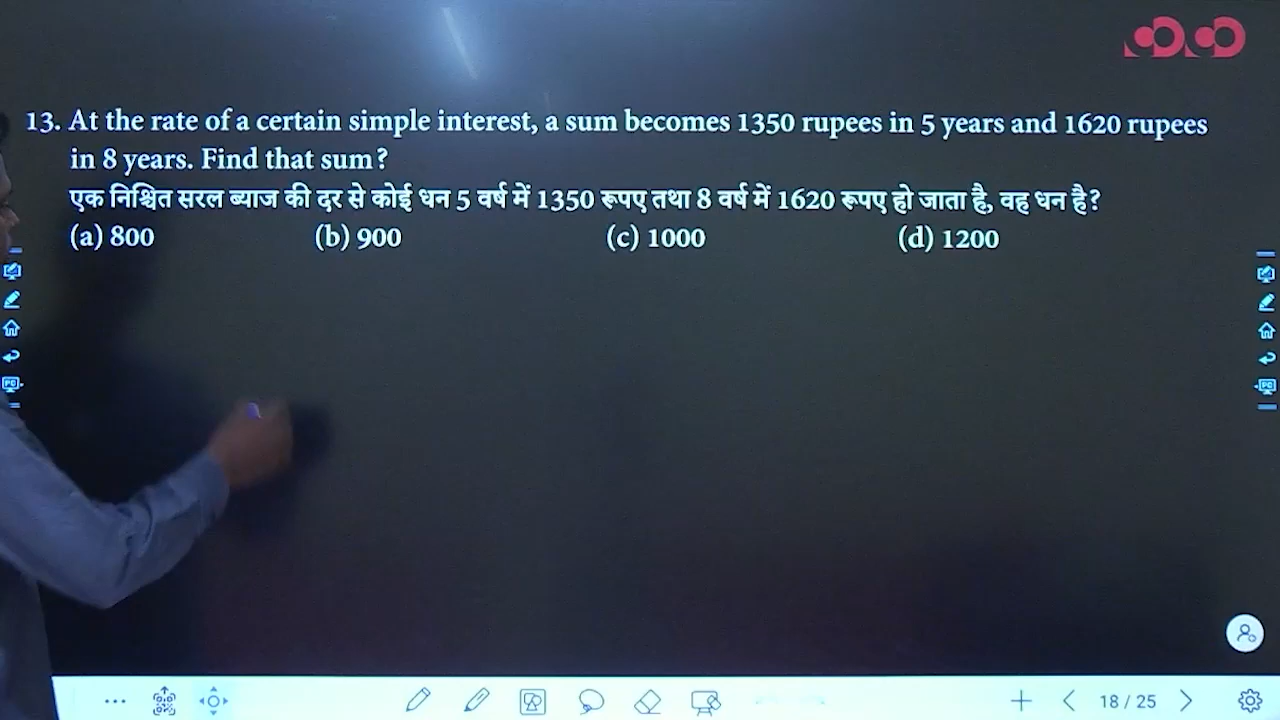 13. At the rate of a certain simple interest, a sum becomes 1350 rupees in 5 years and 1620 rupees
in 8 years. Find that sum?
एक निश्चित सरल ब्याज की दर से कोई धन 5 वर्ष में 1350 रूपए तथा 8 वर्ष में 1620 रूपए हो जाता है, वह धन है?
(a) 800 (b) 900 (c) 1000 (d) 1200
18 / 25